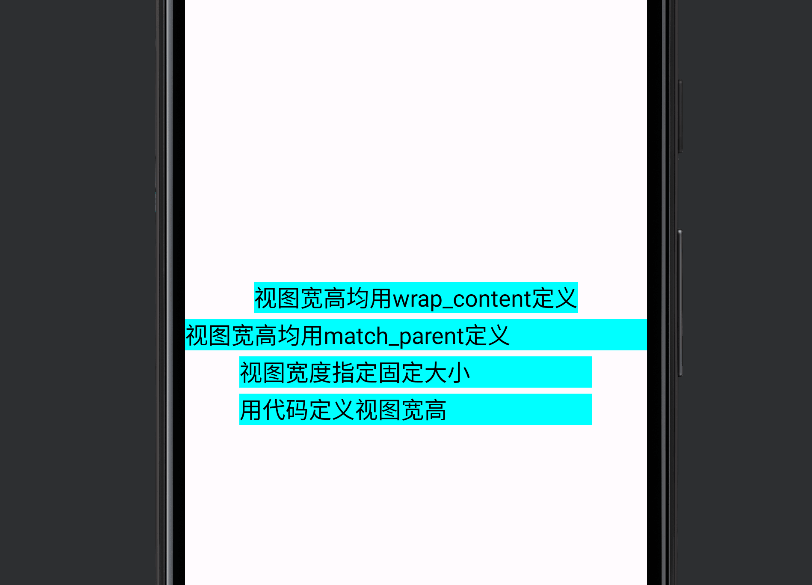 视图宽高均用wrap_content定义
视图宽高均用match_parent定义
视图宽度指定固定大小
用代码定义视图宽高